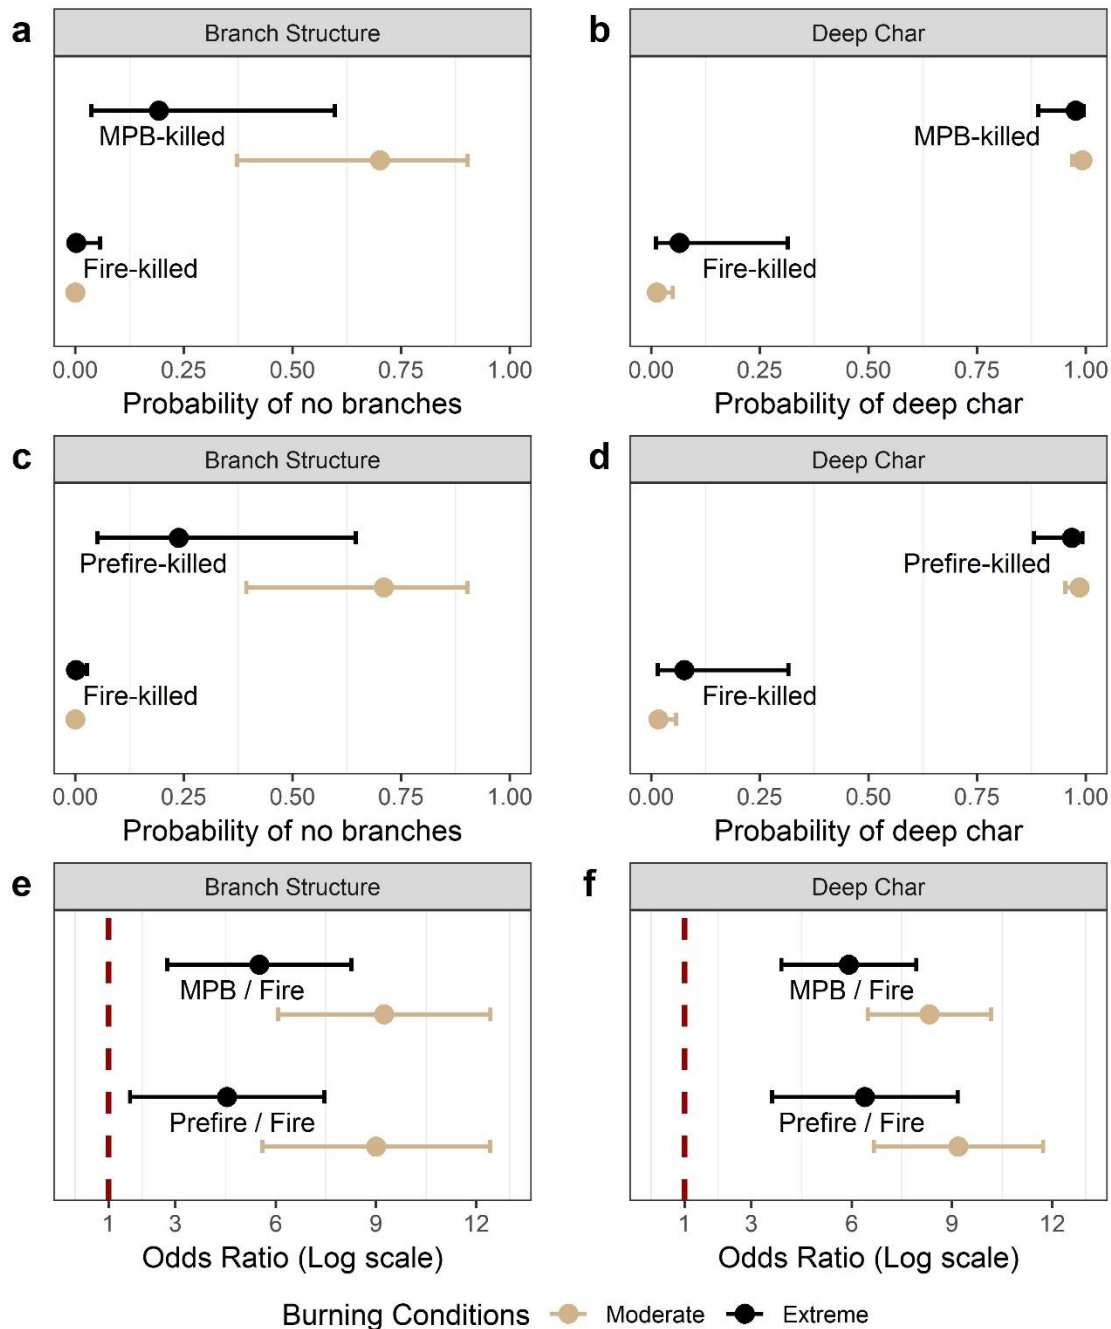 a
Branch Structure
MPB-killed
Fire-killed
0.00 0.25 0.50 0.75 1.00
Probability of no branches
b
Deep Char
MPB-killed
Fire-killed
0.00 0.25 0.50 0.75 1.00
Probability of deep char
c
Branch Structure
Prefire-killed
Fire-killed
0.00 0.25 0.50 0.75 1.00
Probability of no branches
d
Deep Char
Prefire-killed
Fire-killed
0.00 0.25 0.50 0.75 1.00
Probability of deep char
e
Branch Structure
MPB / Fire
Prefire / Fire
1 3 6 9 12
Odds Ratio (Log scale)
f
Deep Char
MPB / Fire
Prefire / Fire
1 3 6 9 12
Odds Ratio (Log scale)
Burning Conditions Moderate Extreme